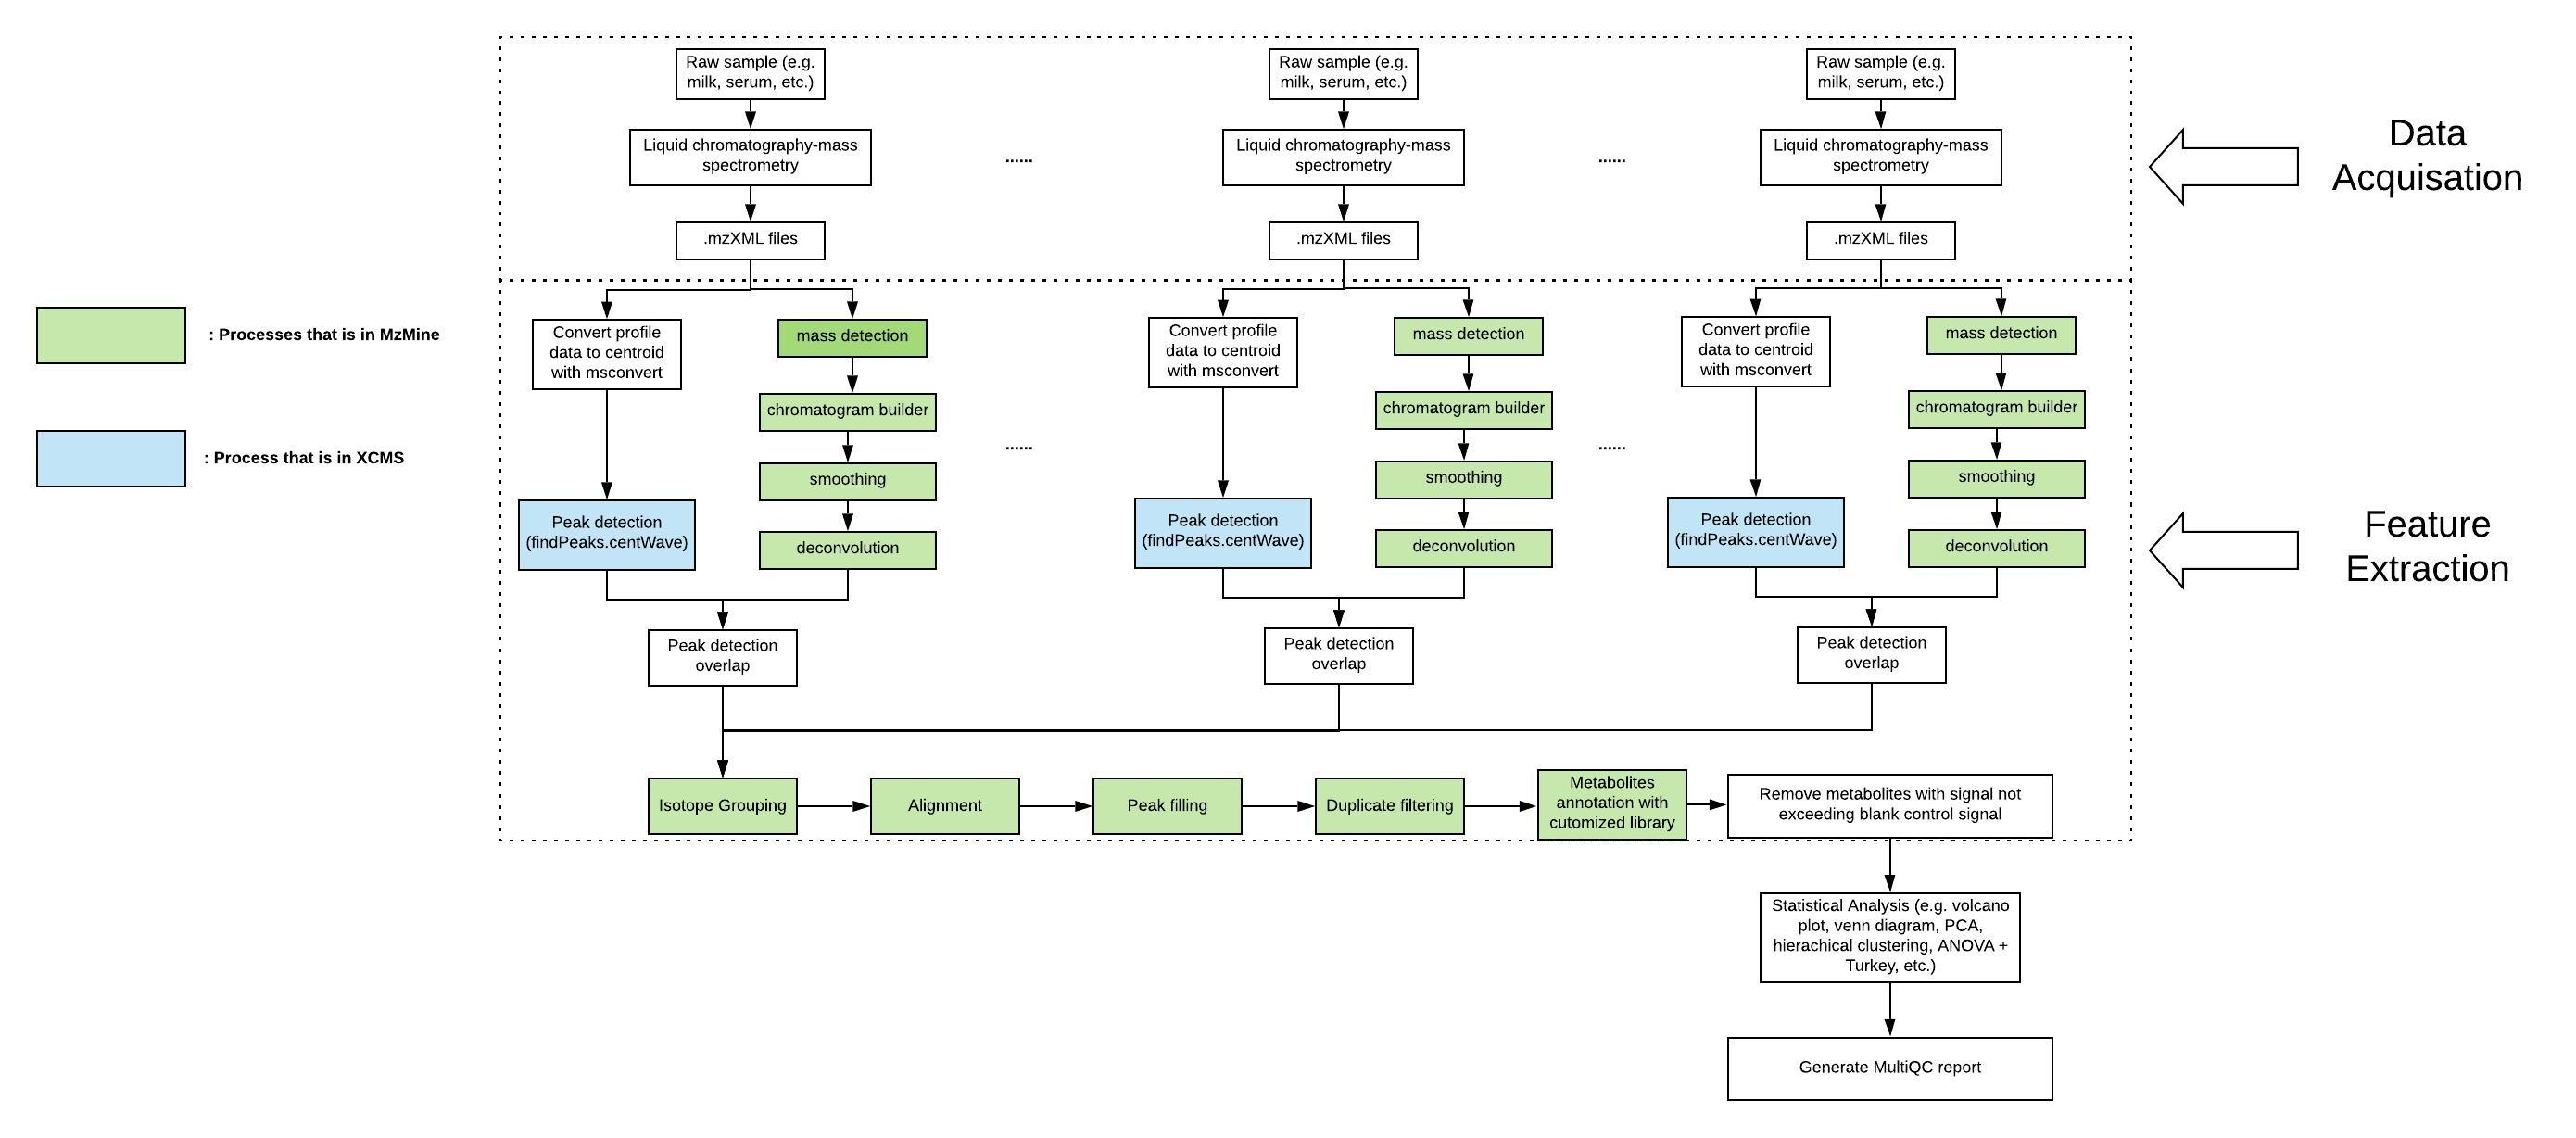 Raw sample (e.g.
milk, serum, etc.)
Raw sample (e.g.
milk, serum, etc.)
Raw sample (e.g.
milk, serum, etc.)
Liquid chromatography-mass
spectrometry
......
Liquid chromatography-mass
spectrometry
......
Liquid chromatography-mass
spectrometry
Data
Acquisation
.mzXML files
.mzXML files
.mzXML files
: Processes that is in MzMine
: Process that is in XCMS
Convert profile
data to centroid
with msconvert
mass detection
chromatogram builder
smoothing
deconvolution
Peak detection
(findPeaks.centWave)
Peak detection
overlap
......
Convert profile
data to centroid
with msconvert
mass detection
chromatogram builder
smoothing
deconvolution
Peak detection
(findPeaks.centWave)
Peak detection
overlap
......
Convert profile
data to centroid
with msconvert
mass detection
chromatogram builder
smoothing
deconvolution
Peak detection
(findPeaks.centWave)
Peak detection
overlap
Feature
Extraction
Isotope Grouping
Alignment
Peak filling
Duplicate filtering
Metabolites
annotation with
cutomized library
Remove metabolites with signal not
exceeding blank control signal
Statistical Analysis (e.g. volcano
plot, venn diagram, PCA,
hierachical clustering, ANOVA +
Turkey, etc.)
Generate MultiQC report